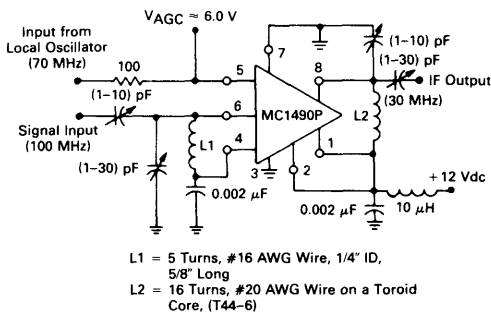 Input from
Local Oscillator
(70 MHz)
100
V_AGC ≈ 6.0 V
(1–10) pF
Signal Input
(100 MHz)
(1–30) pF
L1
0.002 µF
5
6
4
3
MC1490P
7
8
1
2
(1–10) pF
(1–30) pF
IF Output
(30 MHz)
L2
+12 Vdc
0.002 µF
10 µH
L1 = 5 Turns, #16 AWG Wire, 1/4" ID,
5/8" Long
L2 = 16 Turns, #20 AWG Wire on a Toroid
Core, (T44-6)